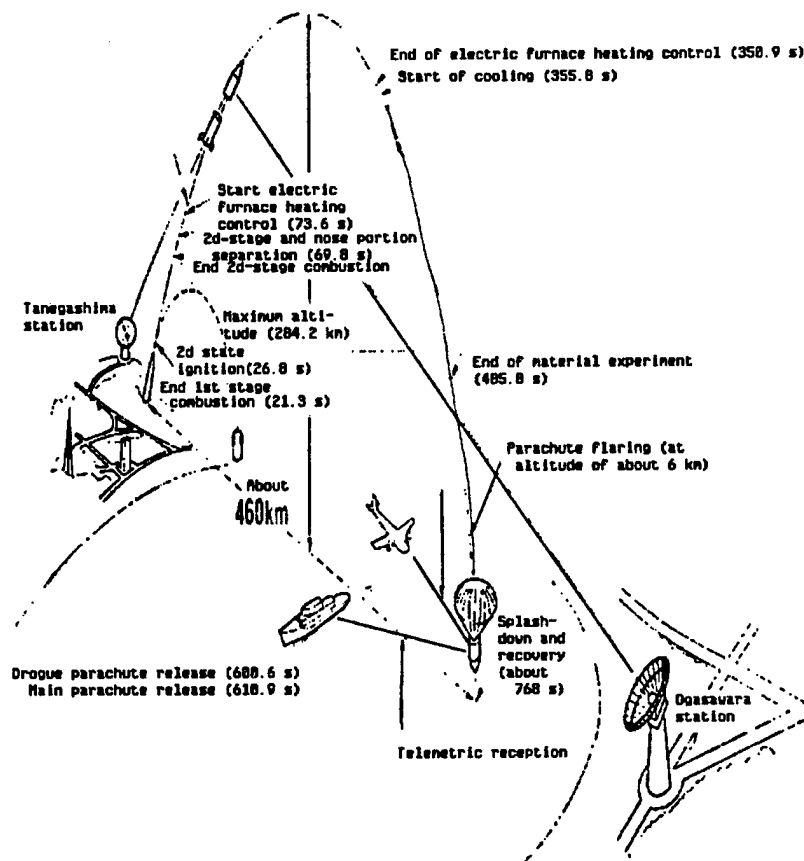 End of electric furnace heating control (350.9 s)
Start of cooling (355.8 s)
Start electric
furnace heating
control (73.6 s)
2d-stage and nose portion
separation (69.8 s)
End 2d-stage combustion
Tanegashima
station
Maximum alti-
tude (284.2 km)
2d state
ignition(26.8 s)
End 1st stage
combustion (21.3 s)
End of material experiment
(485.8 s)
Parachute flaring (at
altitude of about 6 km)
About
460km
Splash-
down and
recovery
(about
768 s)
Drogue parachute release (608.6 s)
Main parachute release (610.9 s)
Ogasawara
station
Telemetric reception